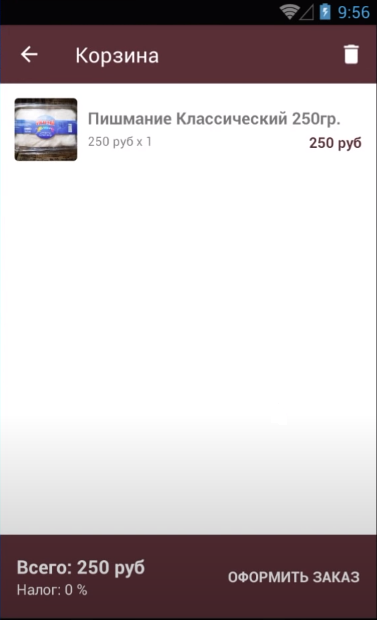 9:56
Корзина
Пишмание Классический 250гр.
250 руб x 1
250 руб
Всего: 250 руб
Налог: 0 %
ОФОРМИТЬ ЗАКАЗ